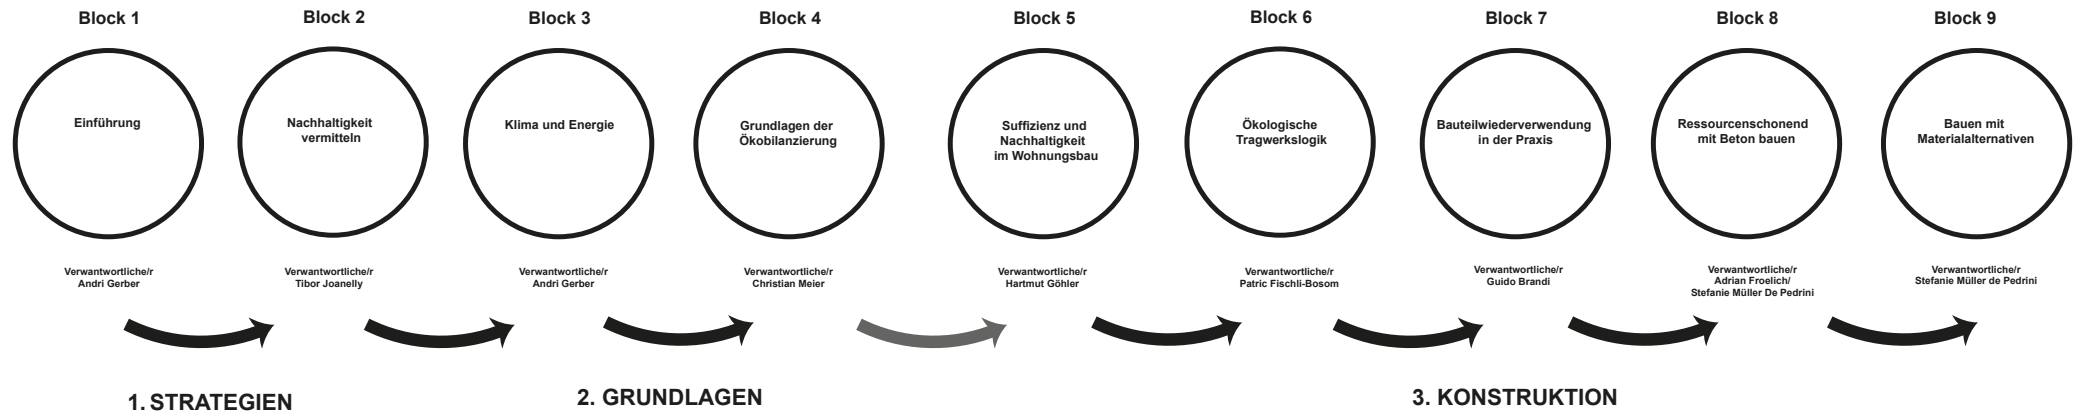 Block 1
Block 2
Block 3
Block 4
Block 5
Block 6
Block 7
Block 8
Block 9
Einführung
Nachhaltigkeit
vermitteln
Klima und Energie
Grundlagen der
Ökobilanzierung
Suffizienz und
Nachhaltigkeit
im Wohnungsbau
Ökologische
Tragwerkslogik
Bauteilwiederverwendung
in der Praxis
Ressourcenschonend
mit Beton bauen
Bauen mit
Materialalternativen
Verwantwortliche/r
Andri Gerber
Verwantwortliche/r
Tibor Joanelly
Verwantwortliche/r
Andri Gerber
Verwantwortliche/r
Christian Meier
Verwantwortliche/r
Hartmut Göhler
Verwantwortliche/r
Patric Fischli-Bosom
Verwantwortliche/r
Guido Brandi
Verwantwortliche/r
Adrian Froelich/
Stefanie Müller De Pedrini
Verwantwortliche/r
Stefanie Müller de Pedrini
1. STRATEGIEN
2. GRUNDLAGEN
3. KONSTRUKTION